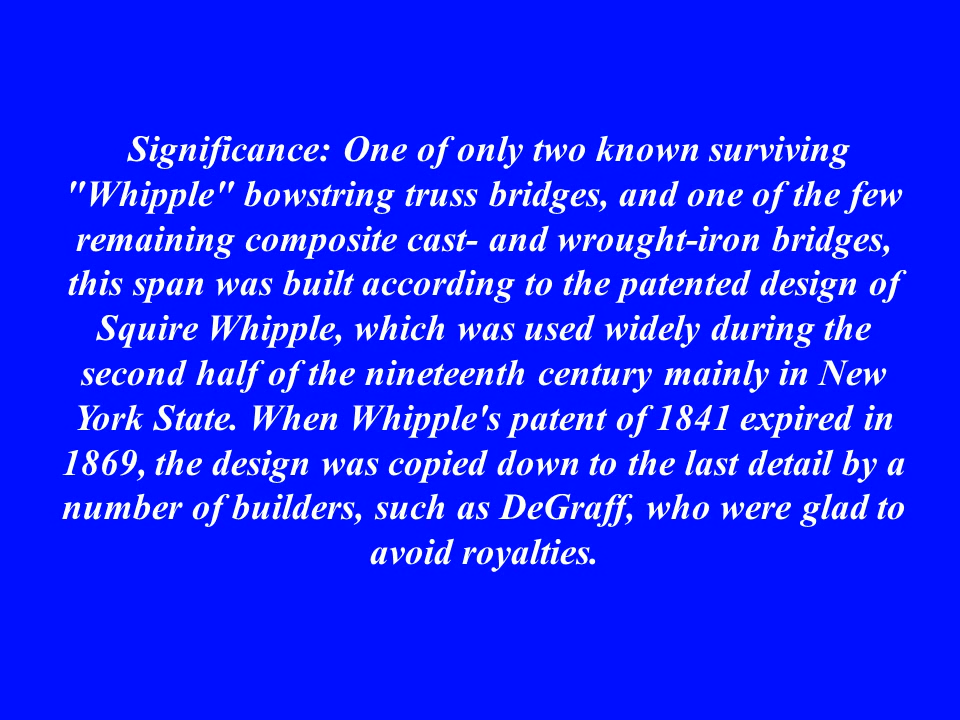 Significance: One of only two known surviving
"Whipple" bowstring truss bridges, and one of the few
remaining composite cast- and wrought-iron bridges,
this span was built according to the patented design of
Squire Whipple, which was used widely during the
second half of the nineteenth century mainly in New
York State. When Whipple's patent of 1841 expired in
1869, the design was copied down to the last detail by a
number of builders, such as DeGraff, who were glad to
avoid royalties.